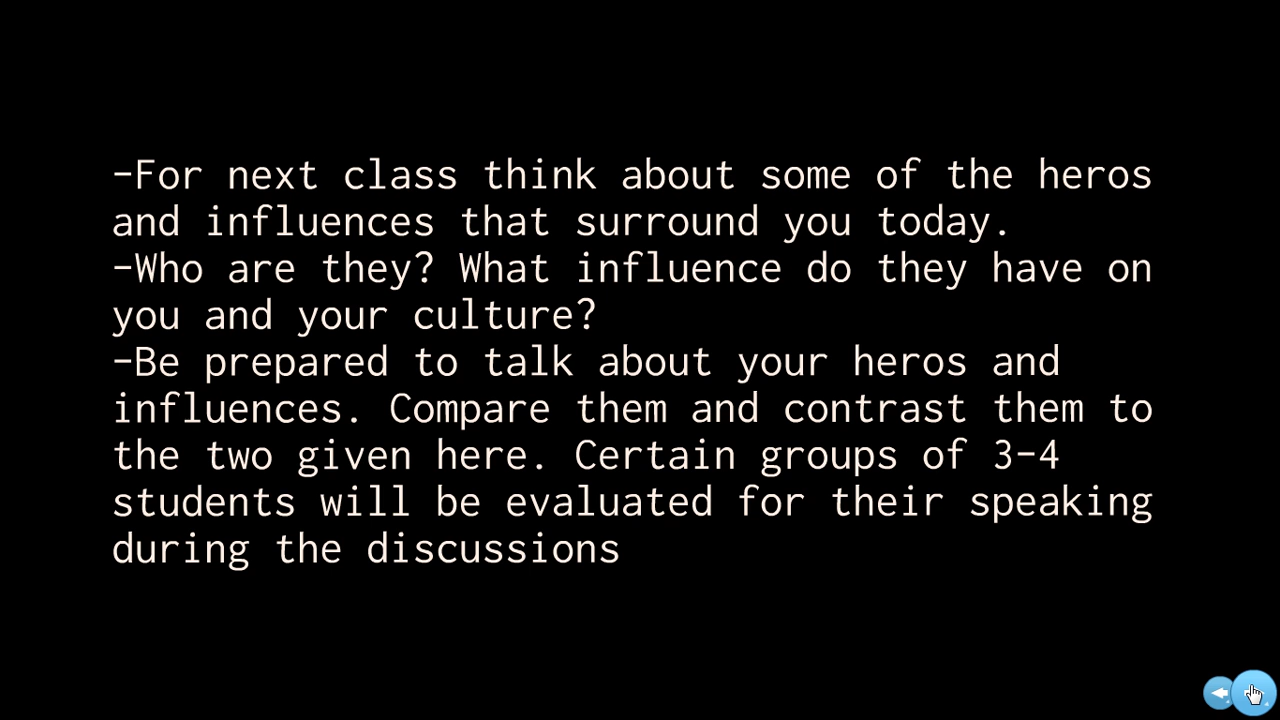 -For next class think about some of the heros
and influences that surround you today.
-Who are they? What influence do they have on
you and your culture?
-Be prepared to talk about your heros and
influences. Compare them and contrast them to
the two given here. Certain groups of 3-4
students will be evaluated for their speaking
during the discussions